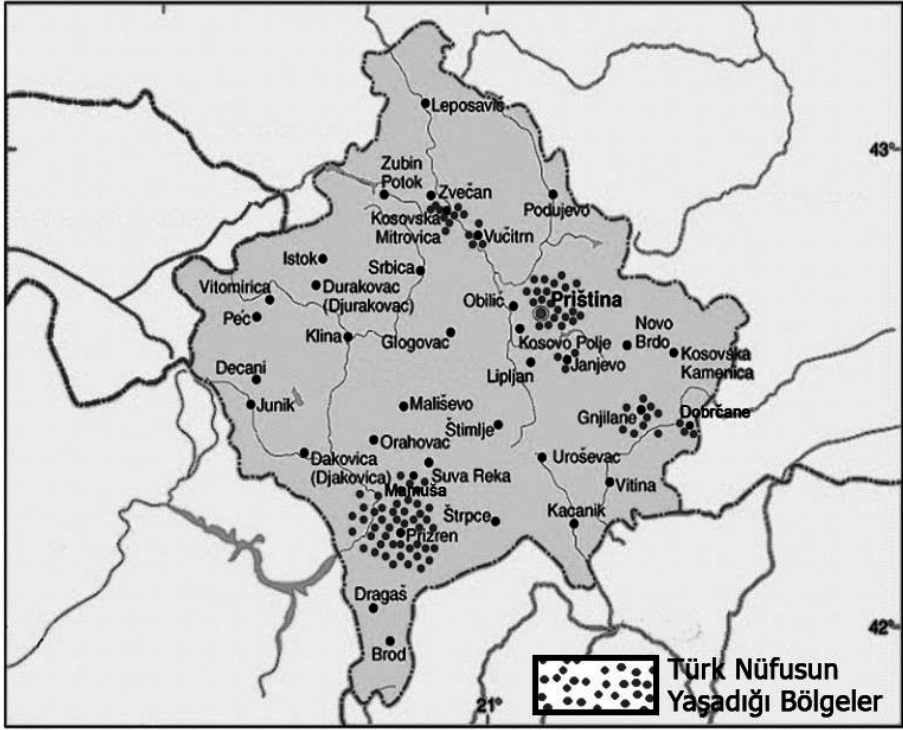 Leposavić
43°
Zubin
Potok
Zvečan
Kosovska
Mitrovica
Podujevo
Vučitrn
Istok
Srbica
Vitomirica
Durakovac
(Djurakovac)
Obilić
Priština
Peć
Klina
Glogovac
Kosovo Polje
Novo
Brdo
Kosovska
Kamenica
Lipljan
Janjevo
Decani
Junik
Mališevo
Gnjilane
Dobrčane
Štimlje
Orahovac
Dakovica
(Djakovica)
Uroševac
Suva Reka
Mamuša
Vitina
Štrpce
Kacanik
Prizren
Dragaš
42°
Brod
21°
Türk Nüfusun
Yaşadığı Bölgeler